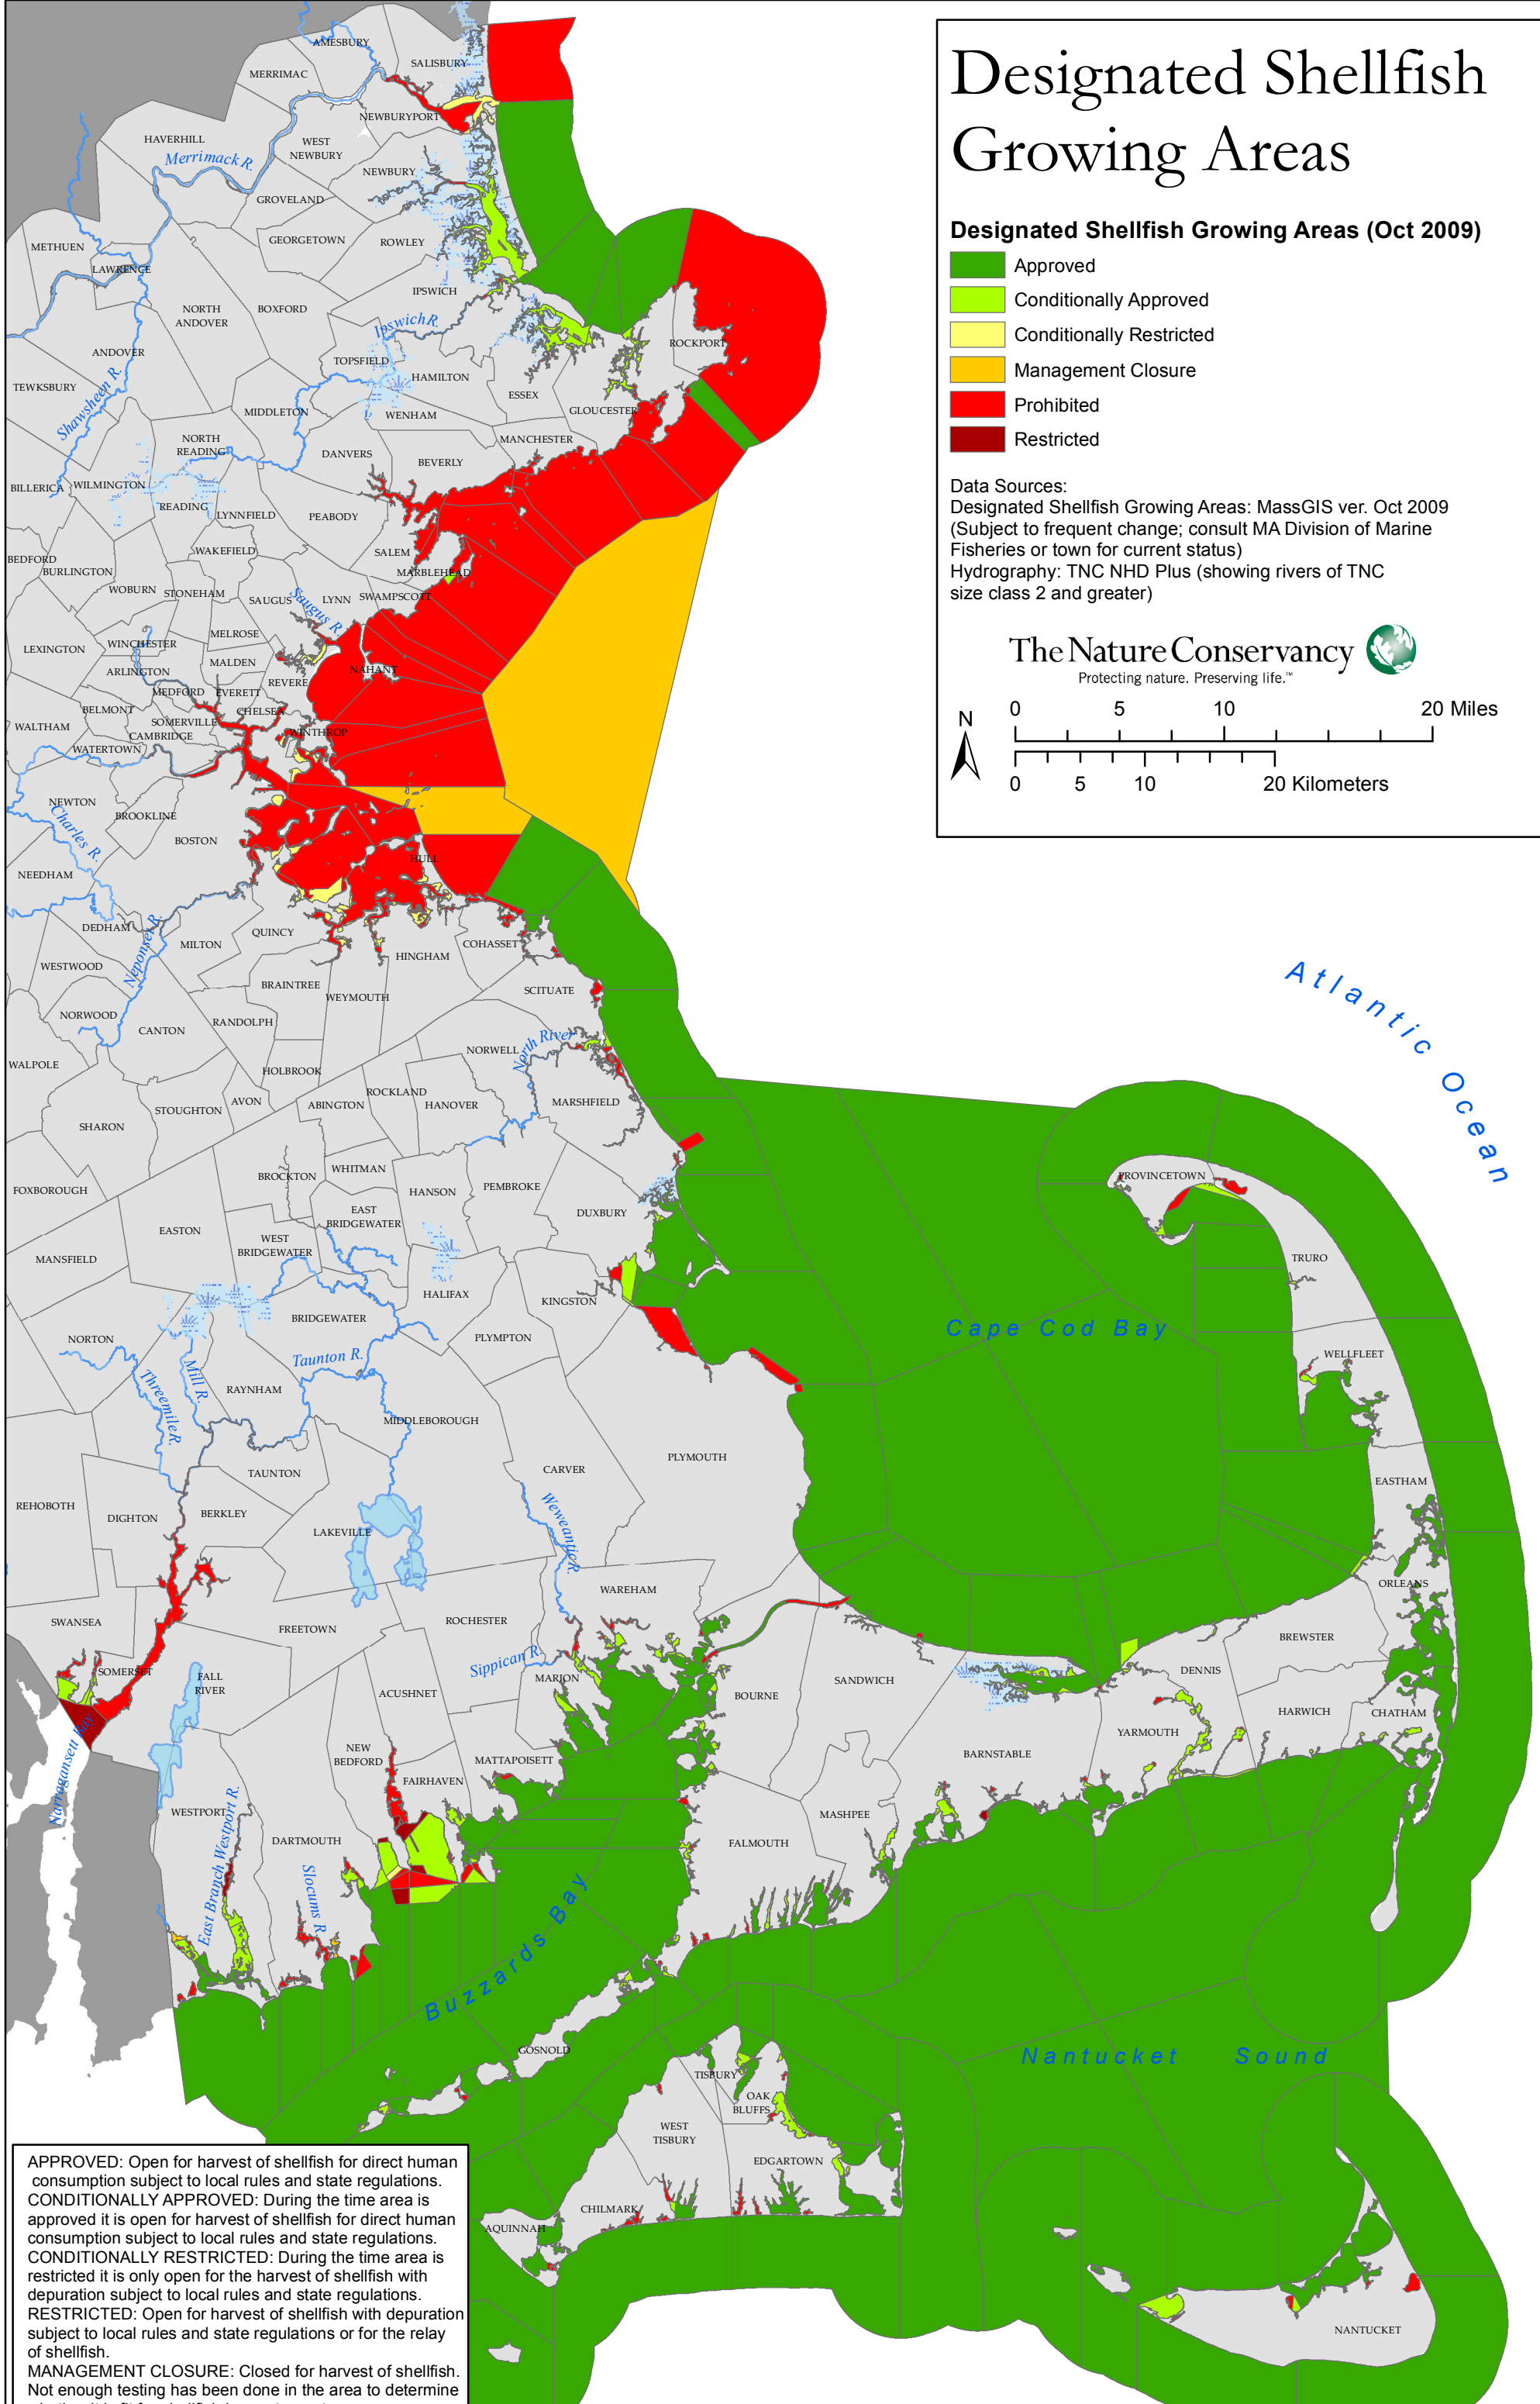 Designated Shellfish
Growing Areas
Designated Shellfish Growing Areas (Oct 2009)
Approved
Conditionally Approved
Conditionally Restricted
Management Closure
Prohibited
Restricted
Data Sources:
Designated Shellfish Growing Areas: MassGIS ver. Oct 2009
(Subject to frequent change; consult MA Division of Marine
Fisheries or town for current status)
Hydrography: TNC NHD Plus (showing rivers of TNC
size class 2 and greater)
The Nature Conservancy
Protecting nature. Preserving life.™
N
0 5 10 20 Miles
0 5 10 20 Kilometers
AMESBURY
SALISBURY
MERRIMAC
NEWBURYPORT
HAVERHILL
WEST
NEWBURY
Merrimack R.
NEWBURY
GROVELAND
GEORGETOWN
ROWLEY
METHUEN
LAWRENCE
IPSWICH
NORTH
ANDOVER
BOXFORD
Ipswich R.
ROCKPORT
ANDOVER
TOPSFIELD
HAMILTON
TEWKSBURY
Shawsheen R.
ESSEX
GLOUCESTER
MIDDLETON
WENHAM
NORTH
READING
MANCHESTER
DANVERS
BEVERLY
BILLERICA
WILMINGTON
READING
LYNNFIELD
PEABODY
WAKEFIELD
SALEM
BEDFORD
BURLINGTON
MARBLEHEAD
WOBURN
STONEHAM
SAUGUS
Saugus R.
LYNN
SWAMPSCOTT
MELROSE
WINCHESTER
LEXINGTON
MALDEN
NAHANT
ARLINGTON
REVERE
MEDFORD
EVERETT
BELMONT
CHELSEA
SOMERVILLE
WALTHAM
CAMBRIDGE
WINTHROP
WATERTOWN
NEWTON
BROOKLINE
Charles R.
BOSTON
HULL
NEEDHAM
DEDHAM
Neponset R.
MILTON
QUINCY
COHASSET
HINGHAM
WESTWOOD
BRAINTREE
WEYMOUTH
SCITUATE
NORWOOD
CANTON
RANDOLPH
NORWELL
North River
WALPOLE
HOLBROOK
ROCKLAND
AVON
ABINGTON
HANOVER
MARSHFIELD
STOUGHTON
SHARON
Atlantic Ocean
BROCKTON
WHITMAN
HANSON
PEMBROKE
PROVINCETOWN
FOXBOROUGH
EAST
BRIDGEWATER
DUXBURY
EASTON
WEST
BRIDGEWATER
MANSFIELD
TRURO
HALIFAX
KINGSTON
BRIDGEWATER
Cape Cod Bay
NORTON
PLYMPTON
WELLFLEET
Taunton R.
Threemile R.
Mill R.
RAYNHAM
MIDDLEBOROUGH
PLYMOUTH
CARVER
TAUNTON
EASTHAM
REHOBOTH
DIGHTON
BERKLEY
Weweantic R.
LAKEVILLE
ORLEANS
WAREHAM
SWANSEA
ROCHESTER
FREETOWN
BREWSTER
Sippican R.
SOMERSET
FALL
RIVER
MARION
SANDWICH
DENNIS
ACUSHNET
BOURNE
HARWICH
CHATHAM
YARMOUTH
NEW
BEDFORD
MATTAPOISETT
BARNSTABLE
Narragansett Bay
FAIRHAVEN
WESTPORT
MASHPEE
DARTMOUTH
FALMOUTH
East Branch Westport R.
Slocums R.
Buzzards Bay
GOSNOLD
Nantucket Sound
TISBURY
OAK
BLUFFS
WEST
TISBURY
EDGARTOWN
CHILMARK
AQUINNAH
NANTUCKET
APPROVED: Open for harvest of shellfish for direct human
consumption subject to local rules and state regulations.
CONDITIONALLY APPROVED: During the time area is
approved it is open for harvest of shellfish for direct human
consumption subject to local rules and state regulations.
CONDITIONALLY RESTRICTED: During the time area is
restricted it is only open for the harvest of shellfish with
depuration subject to local rules and state regulations.
RESTRICTED: Open for harvest of shellfish with depuration
subject to local rules and state regulations or for the relay
of shellfish.
MANAGEMENT CLOSURE: Closed for harvest of shellfish.
Not enough testing has been done in the area to determine